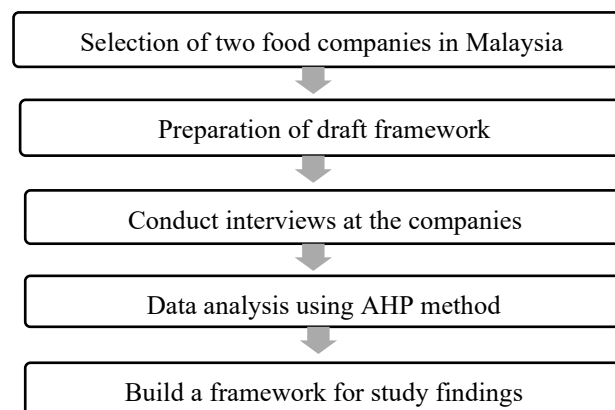 Selection of two food companies in Malaysia
Preparation of draft framework
Conduct interviews at the companies
Data analysis using AHP method
Build a framework for study findings